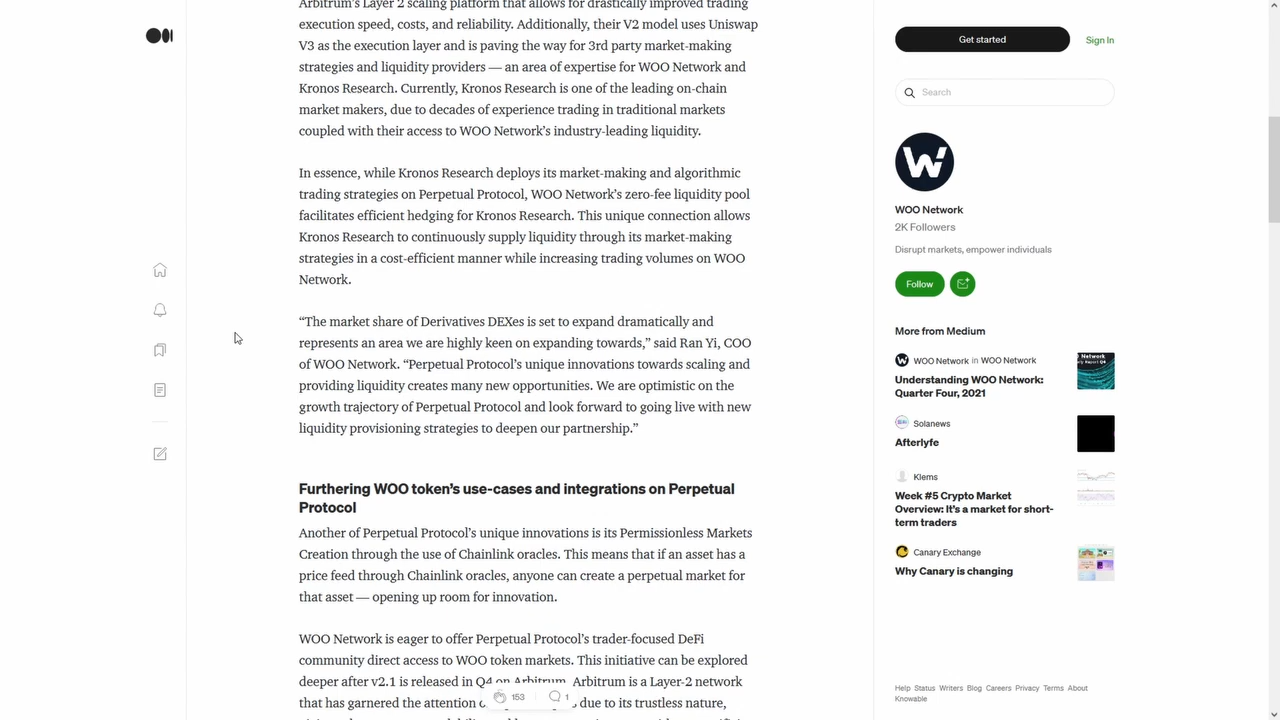 Arbitrum's Layer 2 scaling platform that allows for drastically improved trading
execution speed, costs, and reliability. Additionally, their V2 model uses Uniswap
V3 as the execution layer and is paving the way for 3rd party market-making
strategies and liquidity providers — an area of expertise for WOO Network and
Kronos Research. Currently, Kronos Research is one of the leading on-chain
market makers, due to decades of experience trading in traditional markets
coupled with their access to WOO Network's industry-leading liquidity.
In essence, while Kronos Research deploys its market-making and algorithmic
trading strategies on Perpetual Protocol, WOO Network's zero-fee liquidity pool
facilitates efficient hedging for Kronos Research. This unique connection allows
Kronos Research to continuously supply liquidity through its market-making
strategies in a cost-efficient manner while increasing trading volumes on WOO
Network.
“The market share of Derivatives DEXes is set to expand dramatically and
represents an area we are highly keen on expanding towards,” said Ran Yi, COO
of WOO Network. “Perpetual Protocol's unique innovations towards scaling and
providing liquidity creates many new opportunities. We are optimistic on the
growth trajectory of Perpetual Protocol and look forward to going live with new
liquidity provisioning strategies to deepen our partnership.”
Furthering WOO token's use-cases and integrations on Perpetual
Protocol
Another of Perpetual Protocol's unique innovations is its Permissionless Markets
Creation through the use of Chainlink oracles. This means that if an asset has a
price feed through Chainlink oracles, anyone can create a perpetual market for
that asset — opening up room for innovation.
WOO Network is eager to offer Perpetual Protocol's trader-focused DeFi
community direct access to WOO token markets. This initiative can be explored
deeper after v2.1 is released in Q4 on Arbitrum. Arbitrum is a Layer-2 network
that has garnered the attention of due to its trustless nature,
153 1
Get started Sign In
Search
WOO Network
2K Followers
Disrupt markets, empower individuals
Follow
More from Medium
WOO Network in WOO Network
Understanding WOO Network:
Quarter Four, 2021
Solanews
Afterlyfe
Klems
Week #5 Crypto Market
Overview: It's a market for short-
term traders
Canary Exchange
Why Canary is changing
Help Status Writers Blog Careers Privacy Terms About
Knowable